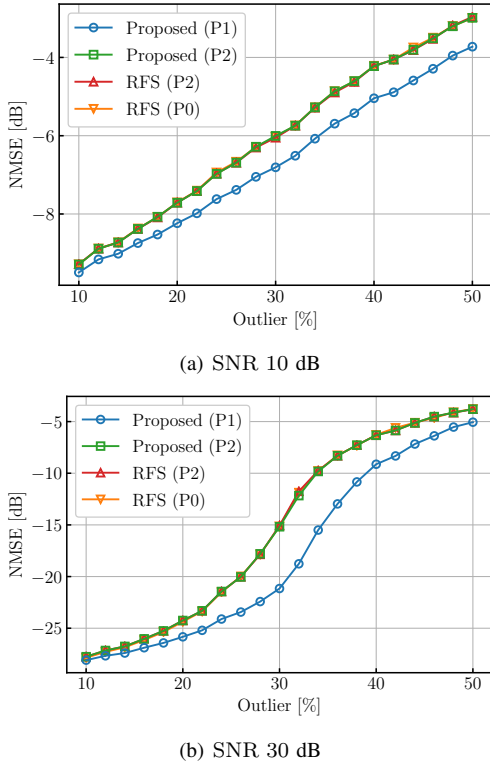 Proposed (P1)
Proposed (P2)
RFS (P2)
RFS (P0)
NMSE [dB]
−4
−6
−8
10 20 30 40 50
Outlier [%]
(a) SNR 10 dB
Proposed (P1)
Proposed (P2)
RFS (P2)
RFS (P0)
NMSE [dB]
−5
−10
−15
−20
−25
10 20 30 40 50
Outlier [%]
(b) SNR 30 dB